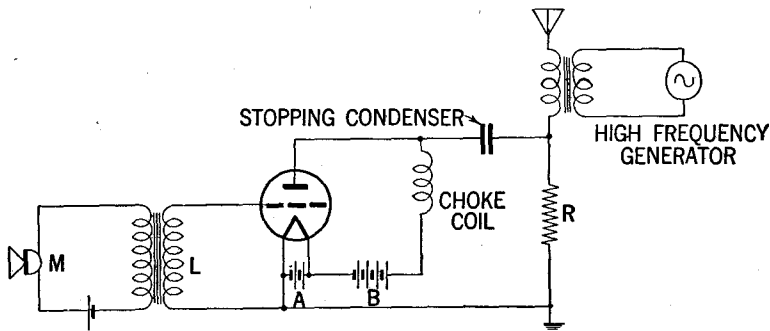 STOPPING CONDENSER
HIGH FREQUENCY
GENERATOR
CHOKE
COIL
R
M
L
A
B